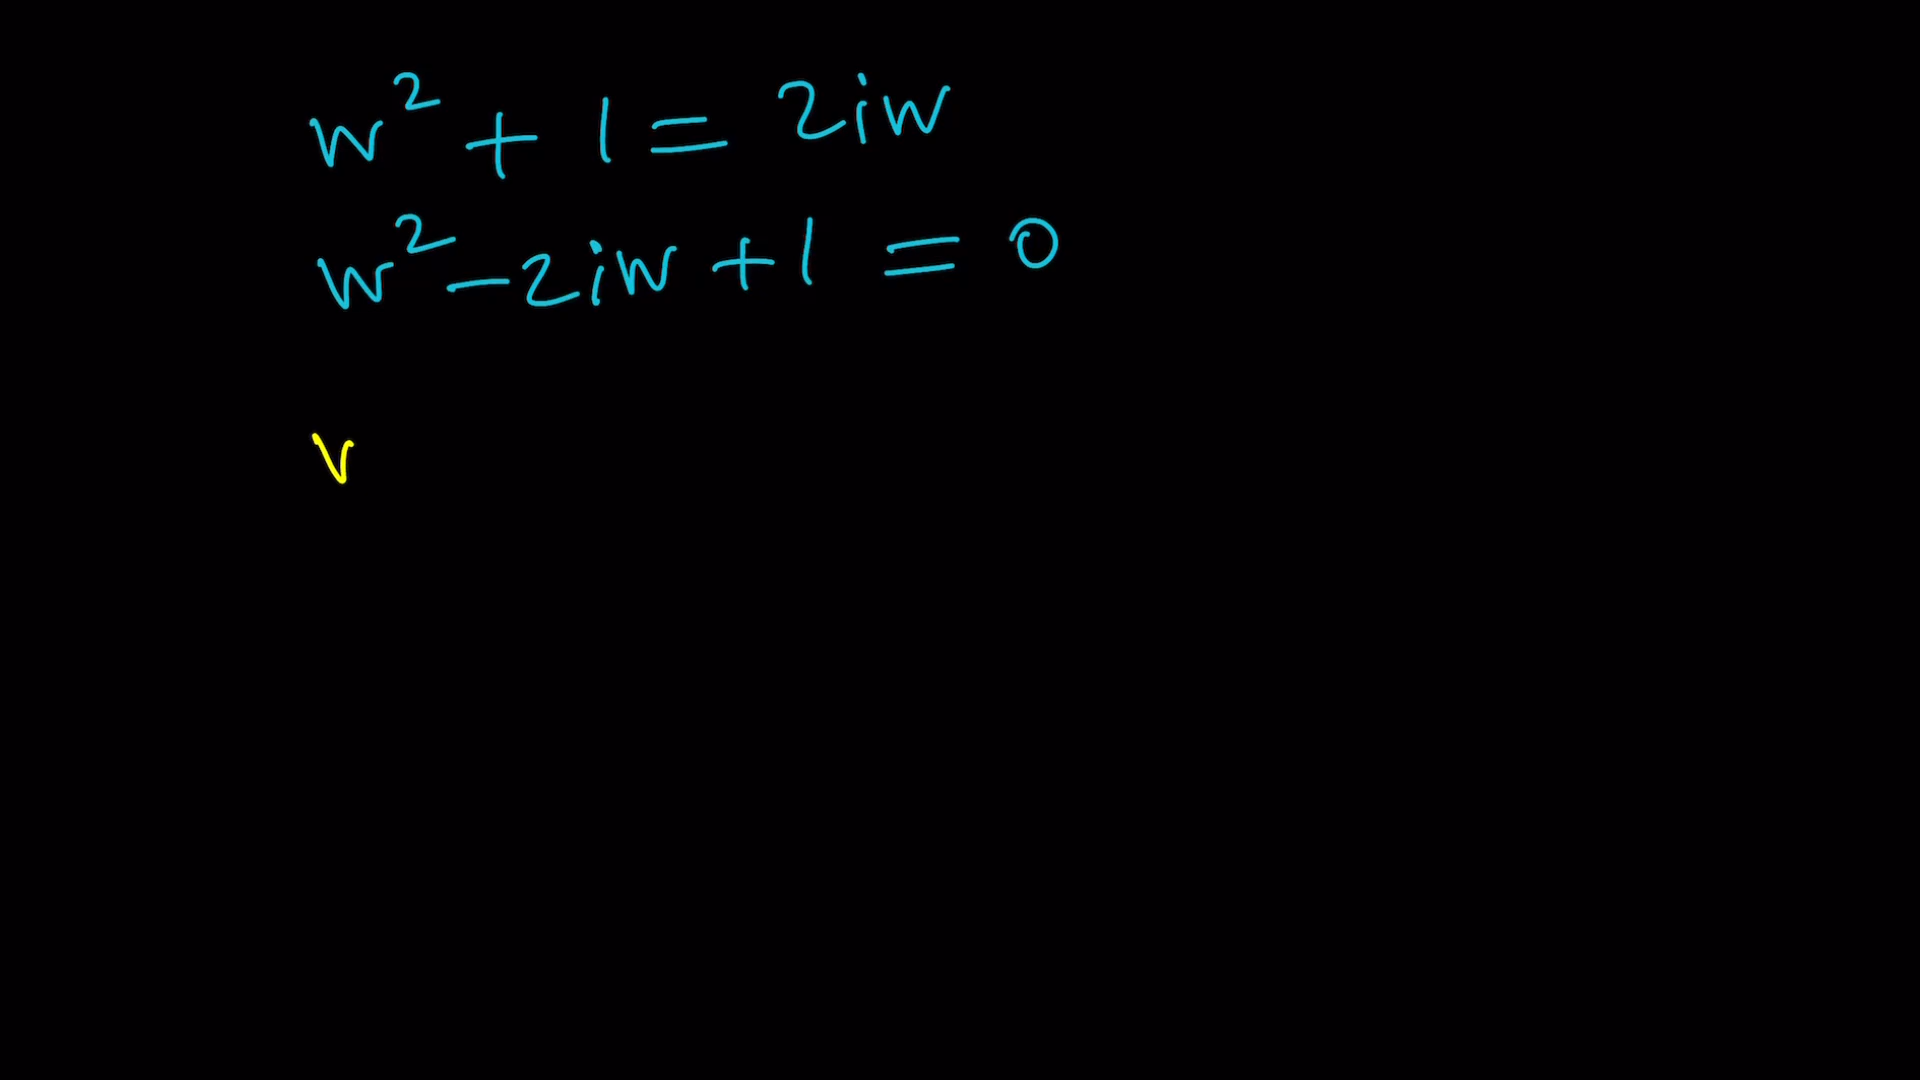 w² + 1 = 2iw
w² - 2iw + 1 = 0